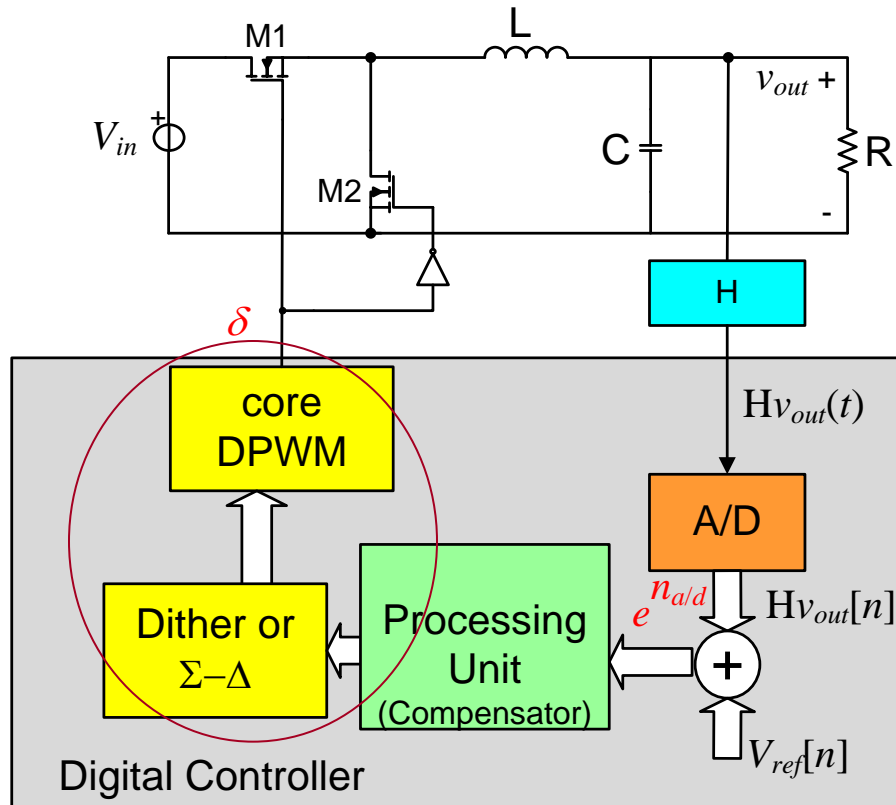 L
M1
v_out +
V_in
+
C
R
M2
-
H
δ
core
DPWM
Hv_out(t)
A/D
e^n_a/d
Hv_out[n]
Dither or
Σ−Δ
Processing
Unit
(Compensator)
+
V_ref[n]
Digital Controller